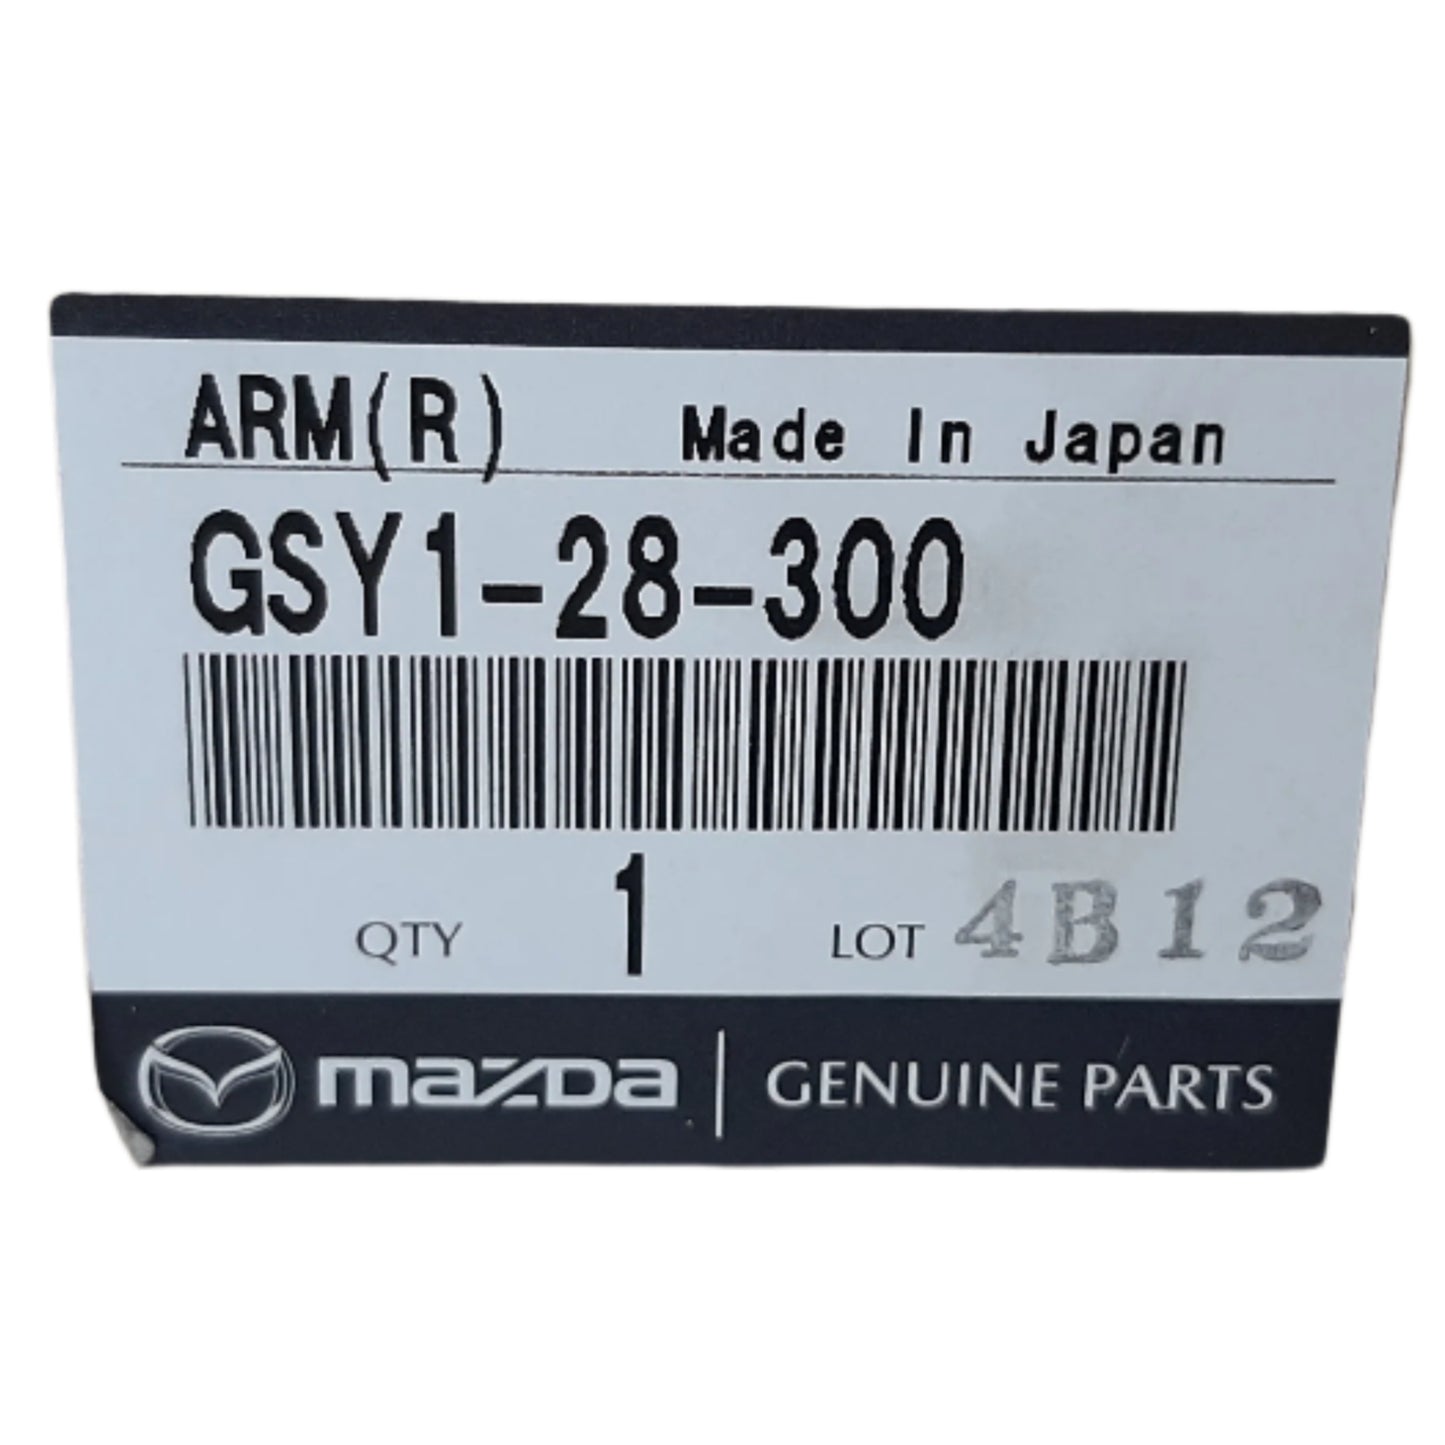 ARM(R) Made In Japan
GSY1-28-300
QTY 1 LOT 4B12
mazDa | GENUINE PARTS